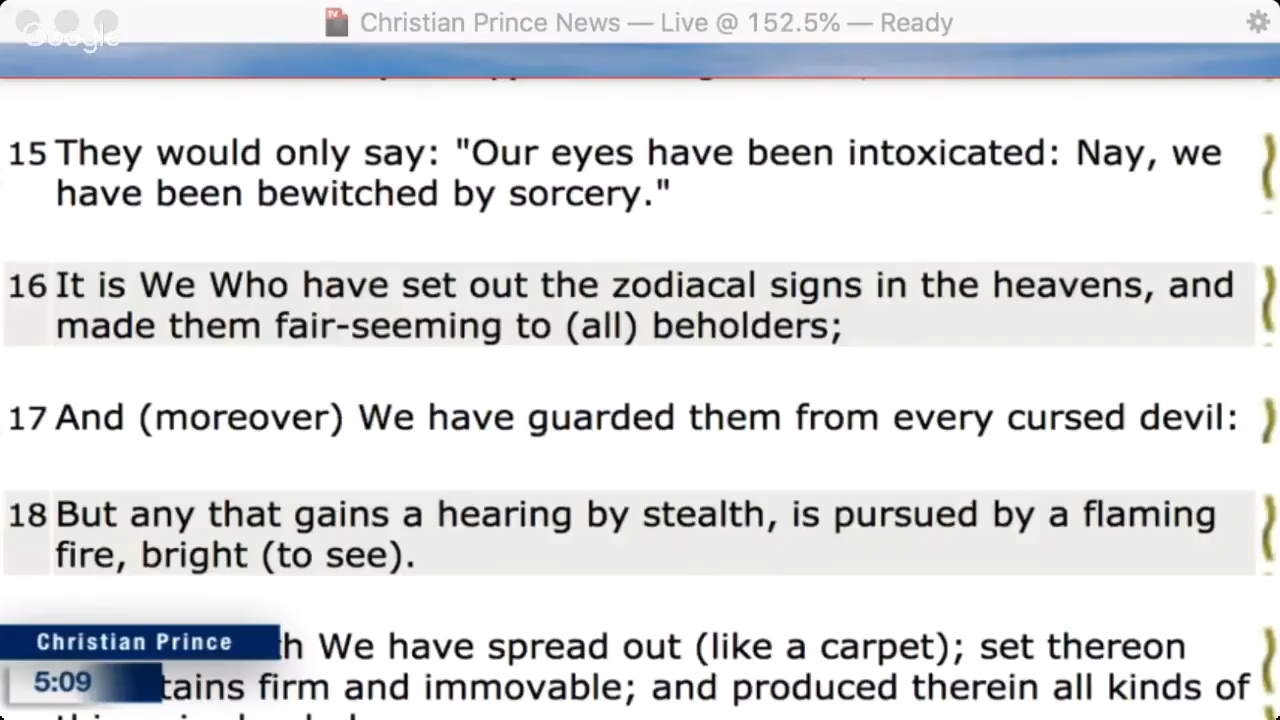 Christian Prince News — Live @ 152.5% — Ready
Google
15 They would only say: "Our eyes have been intoxicated: Nay, we
have been bewitched by sorcery."
16 It is We Who have set out the zodiacal signs in the heavens, and
made them fair-seeming to (all) beholders;
17 And (moreover) We have guarded them from every cursed devil:
18 But any that gains a hearing by stealth, is pursued by a flaming
fire, bright (to see).
Christian Prince
h We have spread out (like a carpet); set thereon
5:09
tains firm and immovable; and produced therein all kinds of